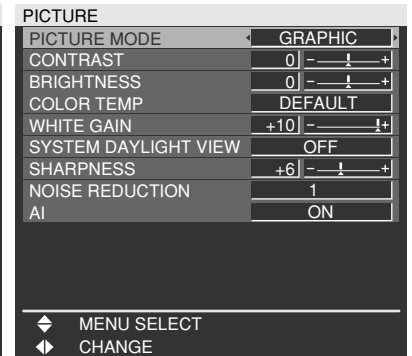 PICTURE
PICTURE MODE GRAPHIC
CONTRAST 0 - +
BRIGHTNESS 0 - +
COLOR TEMP DEFAULT
WHITE GAIN +10 - +
SYSTEM DAYLIGHT VIEW OFF
SHARPNESS +6 - +
NOISE REDUCTION 1
AI ON
MENU SELECT
CHANGE